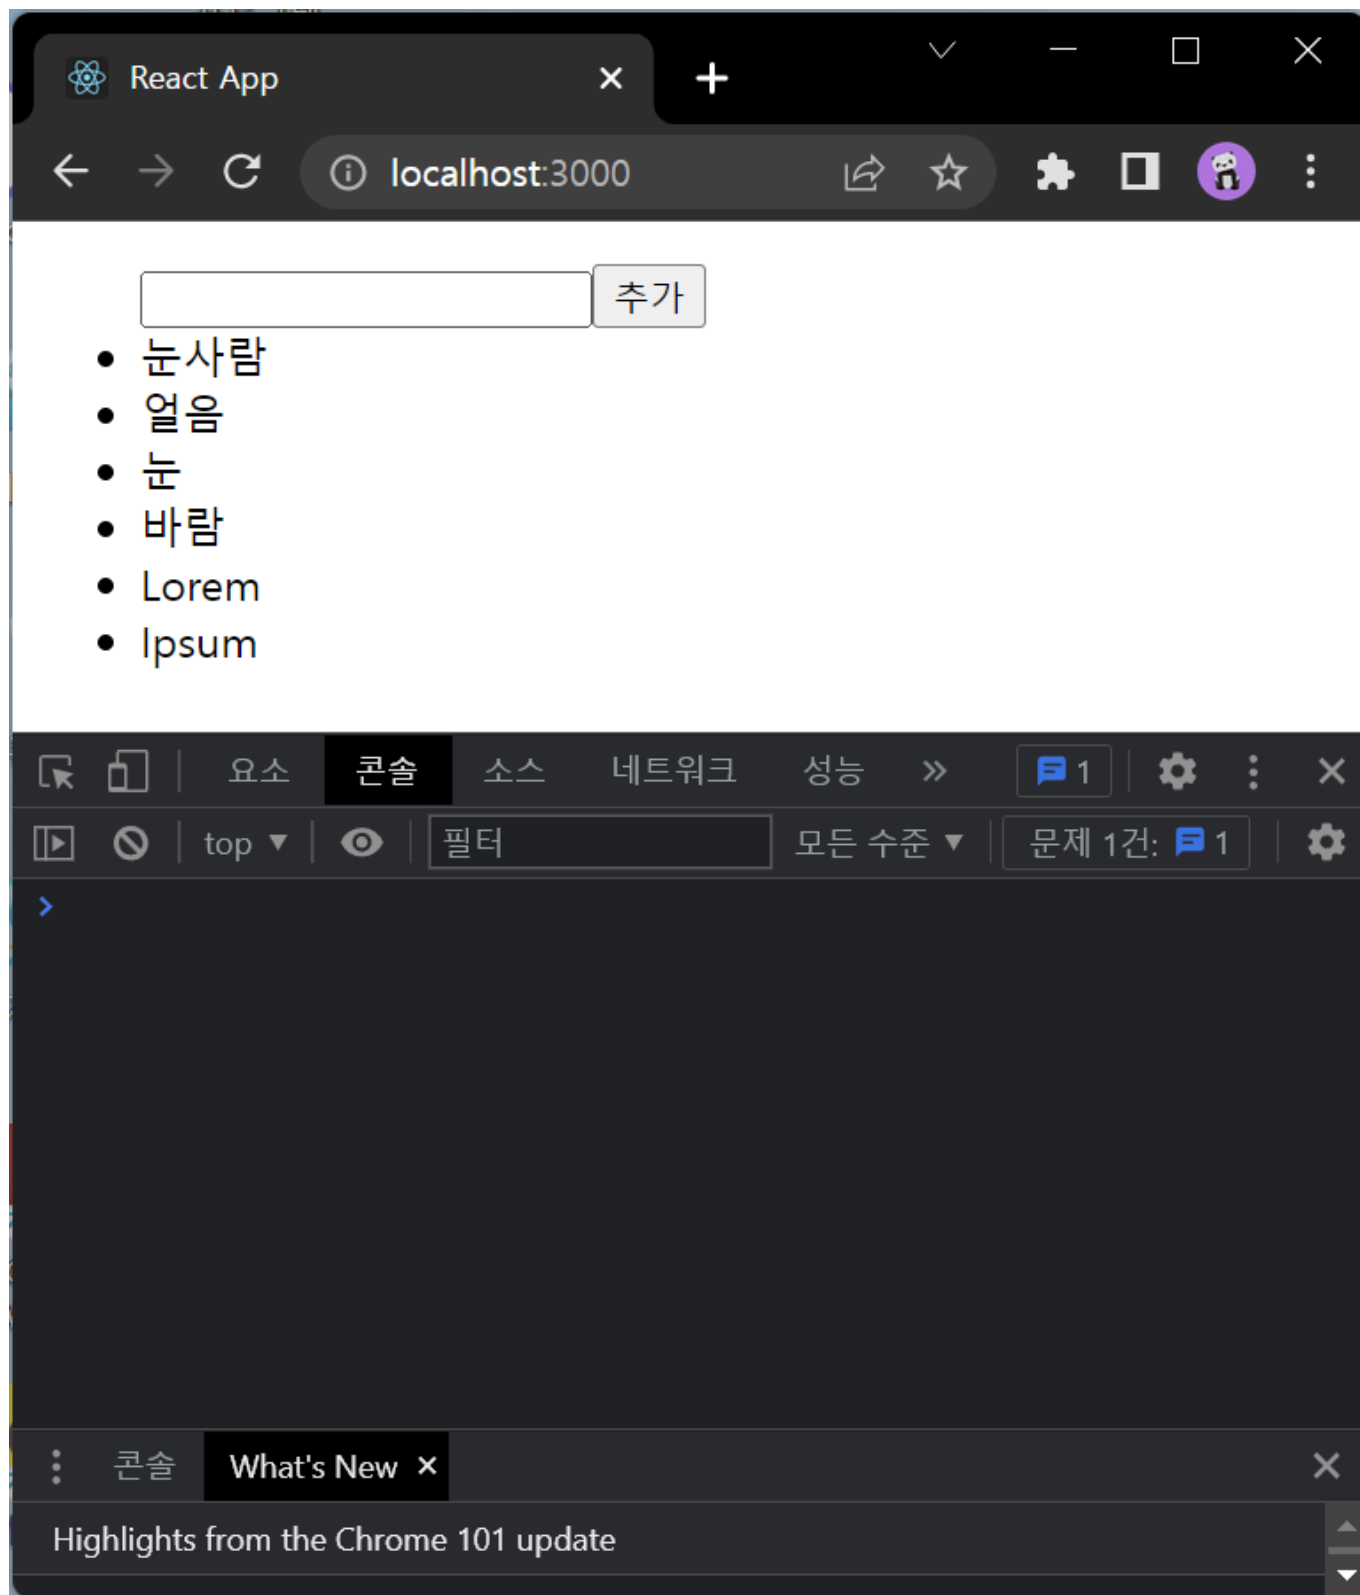 React App
localhost:3000
추가
눈사람
얼음
눈
바람
Lorem
Ipsum
요소 콘솔 소스 네트워크 성능 1
top 필터 모든 수준 문제 1건: 1
콘솔 What's New
Highlights from the Chrome 101 update